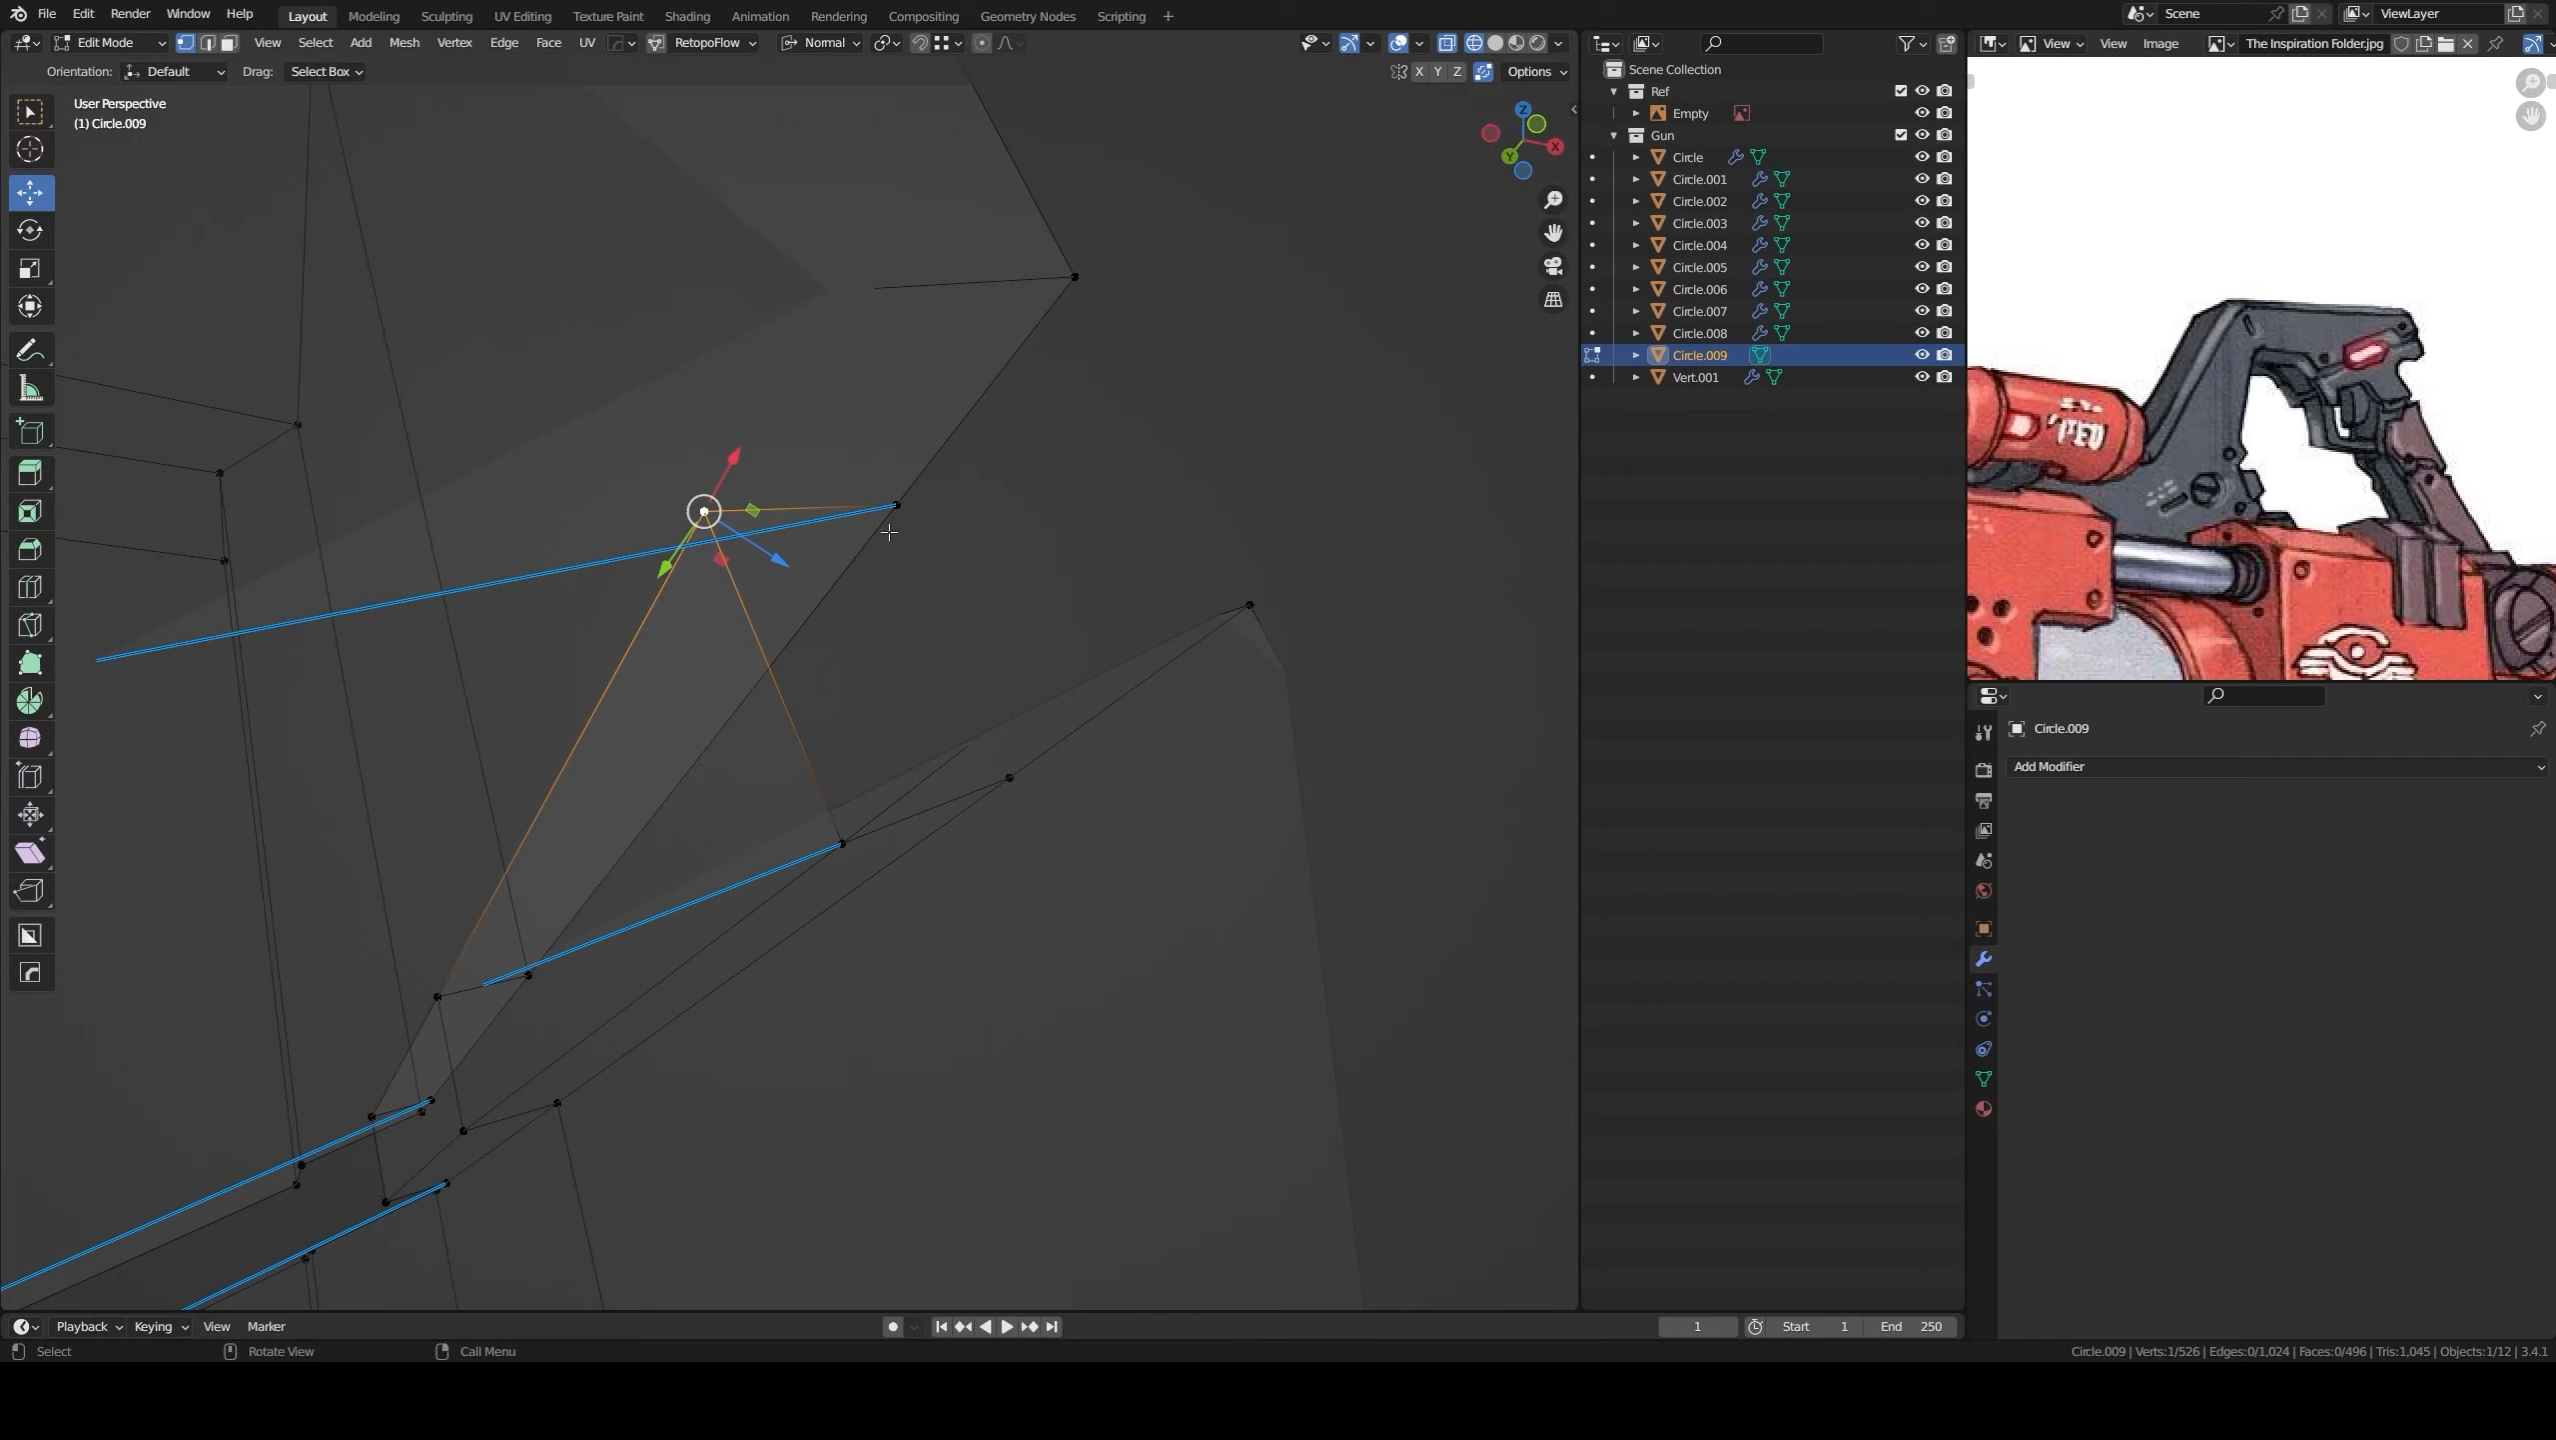 File Edit Render Window Help Layout Modeling Sculpting UV Editing Texture Paint Shading Animation Rendering Compositing Geometry Nodes Scripting + Scene ViewLayer
Edit Mode View Select Add Mesh Vertex Edge Face UV RetopoFlow Normal View View Image The Inspiration Folder.jpg
Orientation: Default Drag: Select Box X Y Z Options
User Perspective
(1) Circle.009
Z
X
Y
Scene Collection
Ref
Empty
Gun
Circle
Circle.001
Circle.002
Circle.003
Circle.004
Circle.005
Circle.006
Circle.007
Circle.008
Circle.009
Vert.001
Circle.009
Add Modifier
Playback Keying View Marker 1 Start 1 End 250
Select Rotate View Call Menu Circle.009 | Verts:1/526 | Edges:0/1,024 | Faces:0/496 | Tris:1,045 | Objects:1/12 | 3.4.1